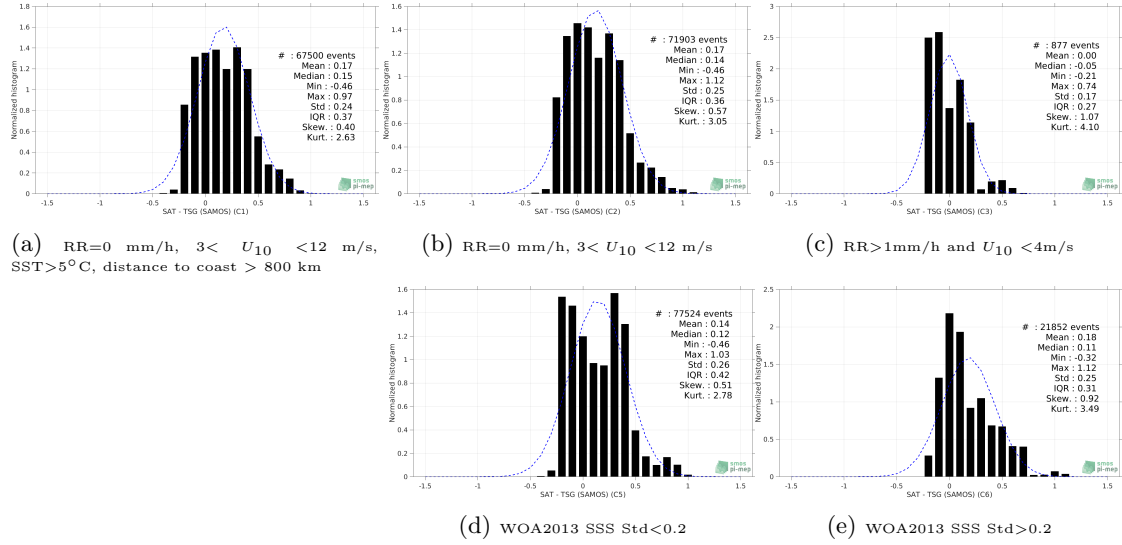 1.8
1.6
1.4
1.2
1
0.8
0.6
0.4
0.2
0
Normalized histogram
# : 67500 events
Mean : 0.17
Median : 0.15
Min : -0.46
Max : 0.97
Std : 0.24
IQR : 0.37
Skew. : 0.40
Kurt. : 2.63
smos
pi-mep
-1.5 -1 -0.5 0 0.5 1 1.5
SAT - TSG (SAMOS) (C1)
(a) RR=0 mm/h, 3< U10 <12 m/s,
SST>5°C, distance to coast > 800 km
1.6
1.4
1.2
1
0.8
0.6
0.4
0.2
0
Normalized histogram
# : 71903 events
Mean : 0.17
Median : 0.14
Min : -0.46
Max : 1.12
Std : 0.25
IQR : 0.36
Skew. : 0.57
Kurt. : 3.05
smos
pi-mep
-1.5 -1 -0.5 0 0.5 1 1.5
SAT - TSG (SAMOS) (C2)
(b) RR=0 mm/h, 3< U10 <12 m/s
3
2.5
2
1.5
1
0.5
0
Normalized histogram
# : 877 events
Mean : 0.00
Median : -0.05
Min : -0.21
Max : 0.74
Std : 0.17
IQR : 0.27
Skew. : 1.07
Kurt. : 4.10
smos
pi-mep
-1.5 -1 -0.5 0 0.5 1 1.5
SAT - TSG (SAMOS) (C3)
(c) RR>1mm/h and U10 <4m/s
1.6
1.4
1.2
1
0.8
0.6
0.4
0.2
0
Normalized histogram
# : 77524 events
Mean : 0.14
Median : 0.12
Min : -0.46
Max : 1.03
Std : 0.26
IQR : 0.42
Skew. : 0.51
Kurt. : 2.78
smos
pi-mep
-1.5 -1 -0.5 0 0.5 1 1.5
SAT - TSG (SAMOS) (C5)
(d) WOA2013 SSS Std<0.2
2.5
2
1.5
1
0.5
0
Normalized histogram
# : 21852 events
Mean : 0.18
Median : 0.11
Min : -0.32
Max : 1.12
Std : 0.25
IQR : 0.31
Skew. : 0.92
Kurt. : 3.49
smos
pi-mep
-1.5 -1 -0.5 0 0.5 1 1.5
SAT - TSG (SAMOS) (C6)
(e) WOA2013 SSS Std>0.2